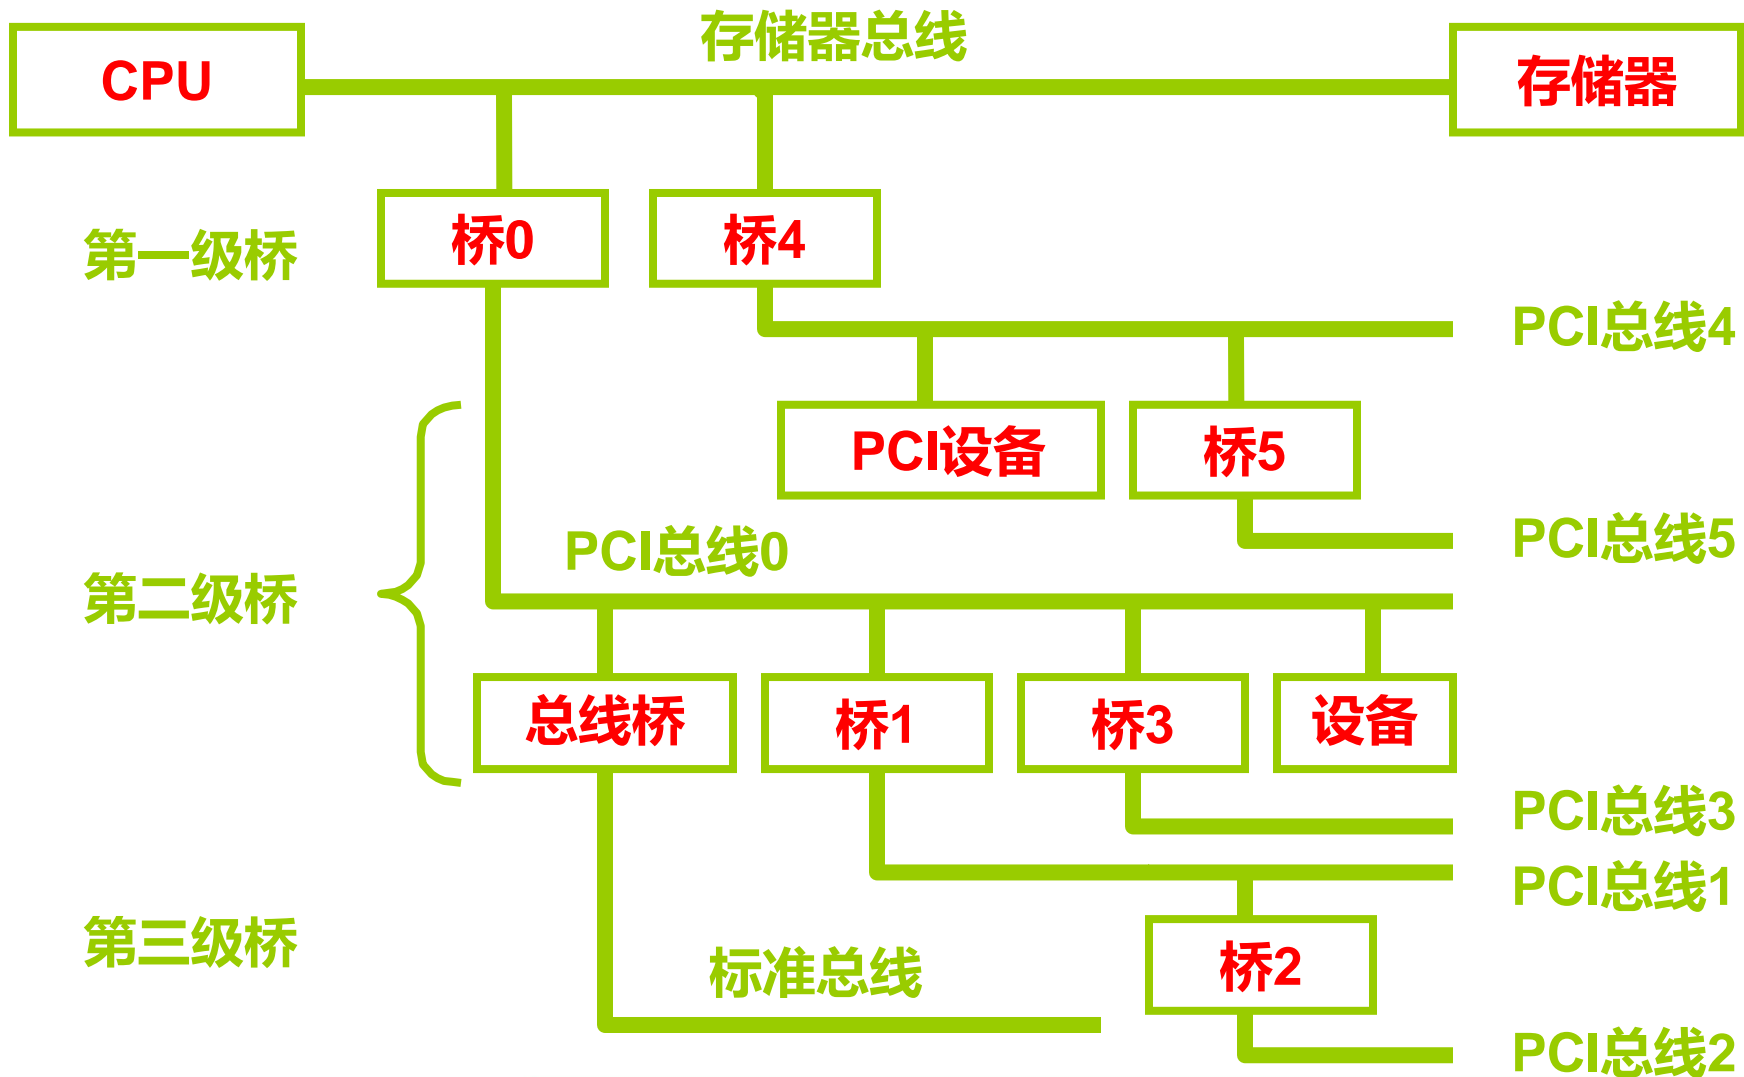 存储器总线
CPU
存储器
第一级桥
桥0
桥4
PCI总线4
PCI设备
桥5
PCI总线5
PCI总线0
第二级桥
总线桥
桥1
桥3
设备
PCI总线3
PCI总线1
第三级桥
标准总线
桥2
PCI总线2